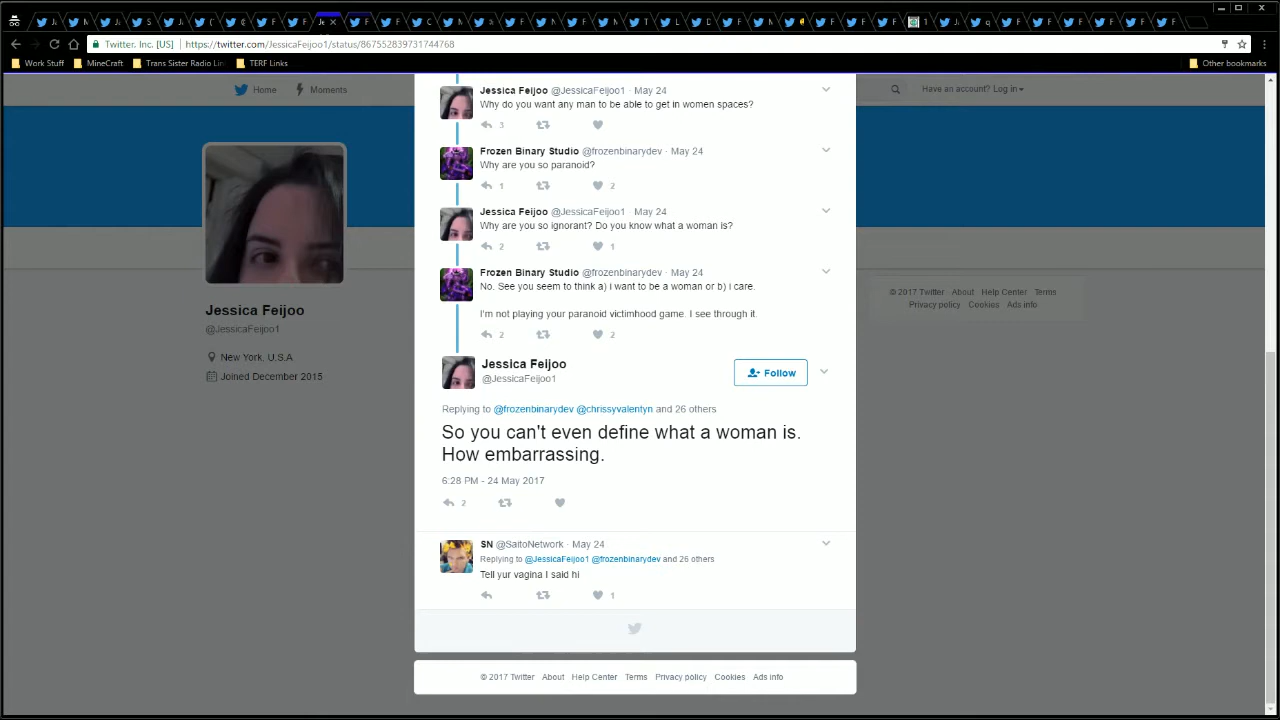 Twitter, Inc. [US]
https://twitter.com/JessicaFeijoo1/status/867552839731744768
Work Stuff
MineCraft
Trans Sister Radio Lin
TERF Links
Other bookmarks
Home
Moments
Have an account? Log in
Jessica Feijoo
@JessicaFeijoo1
New York, U.S.A
Joined December 2015
Jessica Feijoo @JessicaFeijoo1 · May 24
Why do you want any man to be able to get in women spaces?
3
Frozen Binary Studio @frozenbinarydev · May 24
Why are you so paranoid?
1 2
Jessica Feijoo @JessicaFeijoo1 · May 24
Why are you so ignorant? Do you know what a woman is?
2 1
Frozen Binary Studio @frozenbinarydev · May 24
No. See you seem to think a) i want to be a woman or b) i care.
I'm not playing your paranoid victimhood game. I see through it.
2 2
Jessica Feijoo
@JessicaFeijoo1
Follow
Replying to @frozenbinarydev @chrissyvalentyn and 26 others
So you can't even define what a woman is.
How embarrassing.
6:28 PM - 24 May 2017
2
SN @SaitoNetwork · May 24
Replying to @JessicaFeijoo1 @frozenbinarydev and 26 others
Tell yur vagina I said hi
1
© 2017 Twitter About Help Center Terms Privacy policy Cookies Ads info
© 2017 Twitter About Help Center Terms
Privacy policy Cookies Ads info